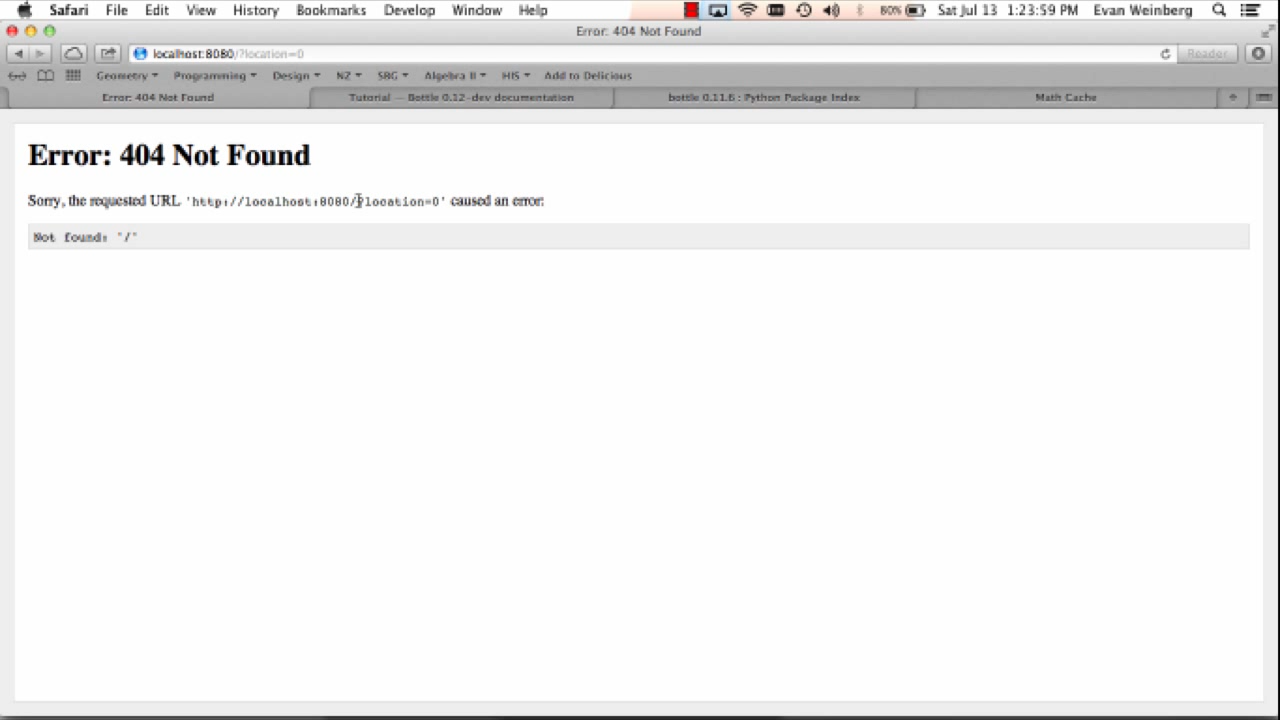 Safari File Edit View History Bookmarks Develop Window Help 80% Sat Jul 13 1:23:59 PM Evan Weinberg
Error: 404 Not Found
localhost:8080/?location=0 Reader
Geometry Programming Design NZ SBG Algebra II HIS Add to Delicious
Error: 404 Not Found Tutorial — Bottle 0.12-dev documentation bottle 0.11.6 : Python Package Index Math Cache +
Error: 404 Not Found
Sorry, the requested URL 'http://localhost:8080/?location=0' caused an error:
Not found: '/'